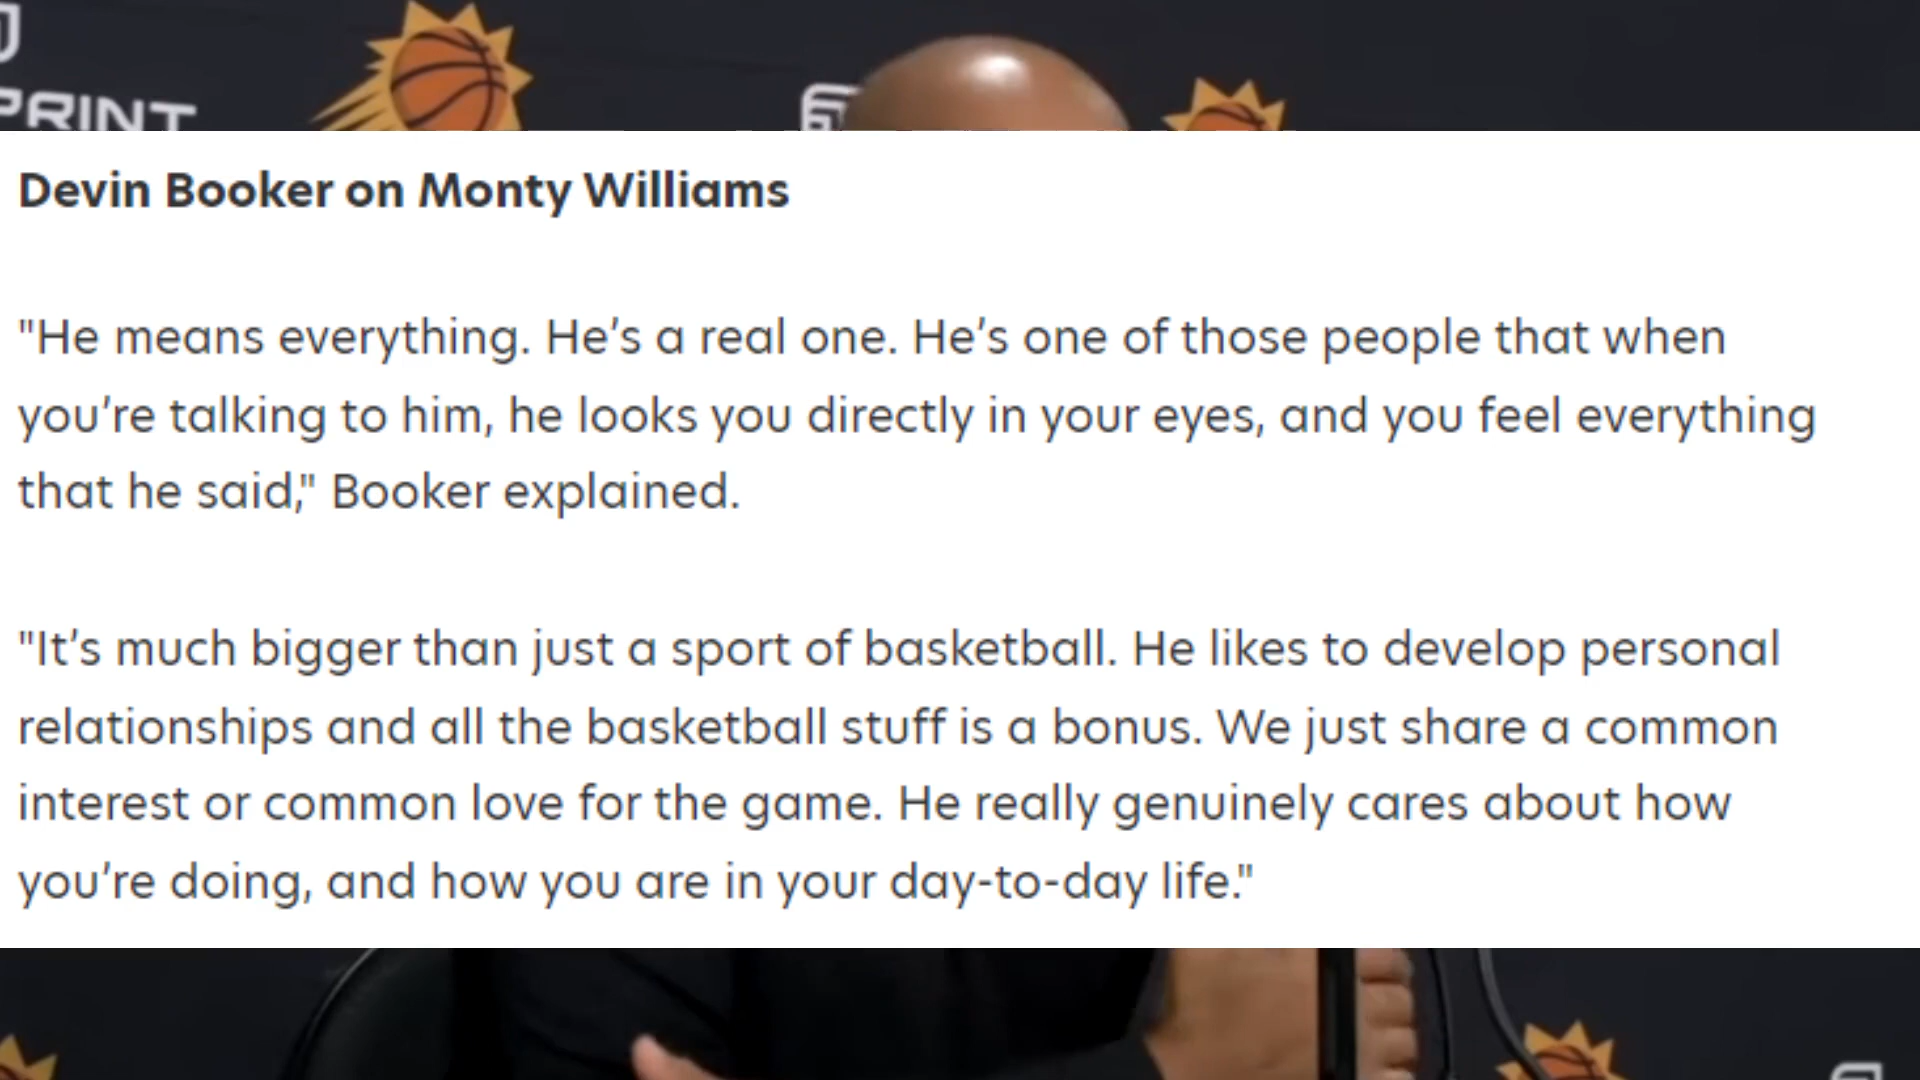 PRINT
Devin Booker on Monty Williams
"He means everything. He's a real one. He's one of those people that when
you're talking to him, he looks you directly in your eyes, and you feel everything
that he said," Booker explained.
"It's much bigger than just a sport of basketball. He likes to develop personal
relationships and all the basketball stuff is a bonus. We just share a common
interest or common love for the game. He really genuinely cares about how
you're doing, and how you are in your day-to-day life."